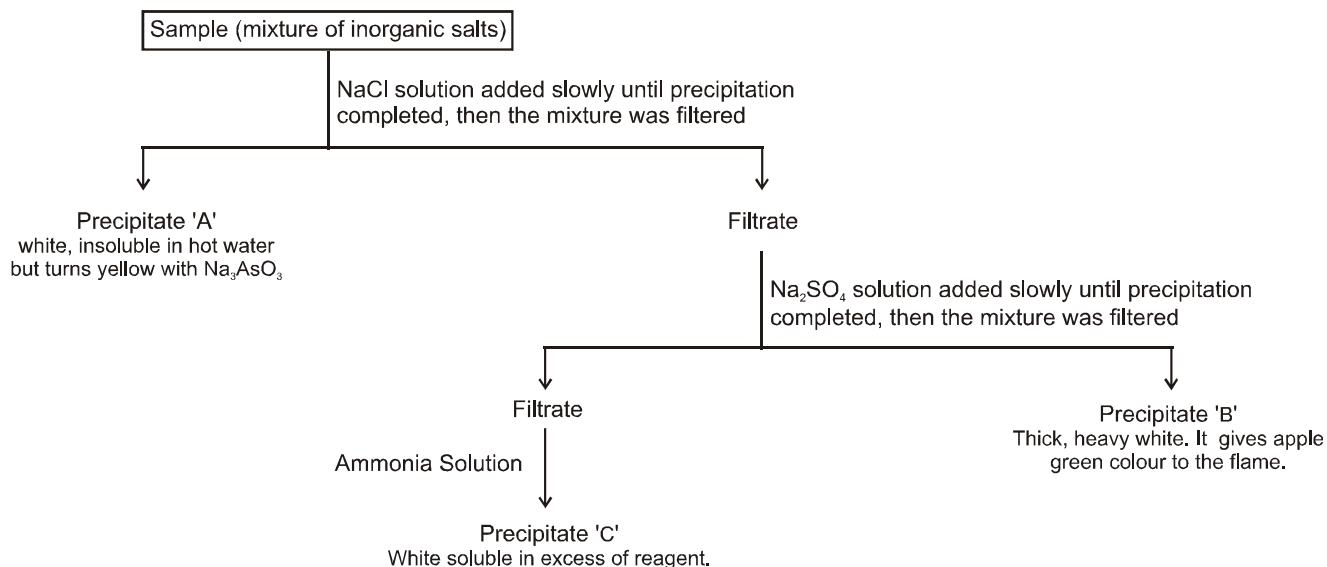 Sample (mixture of inorganic salts)
NaCl solution added slowly until precipitation
completed, then the mixture was filtered
Precipitate 'A'
white, insoluble in hot water
but turns yellow with Na₃AsO₃
Filtrate
Na₂SO₄ solution added slowly until precipitation
completed, then the mixture was filtered
Filtrate
Precipitate 'B'
Thick, heavy white. It gives apple
green colour to the flame.
Ammonia Solution
Precipitate 'C'
White soluble in excess of reagent.